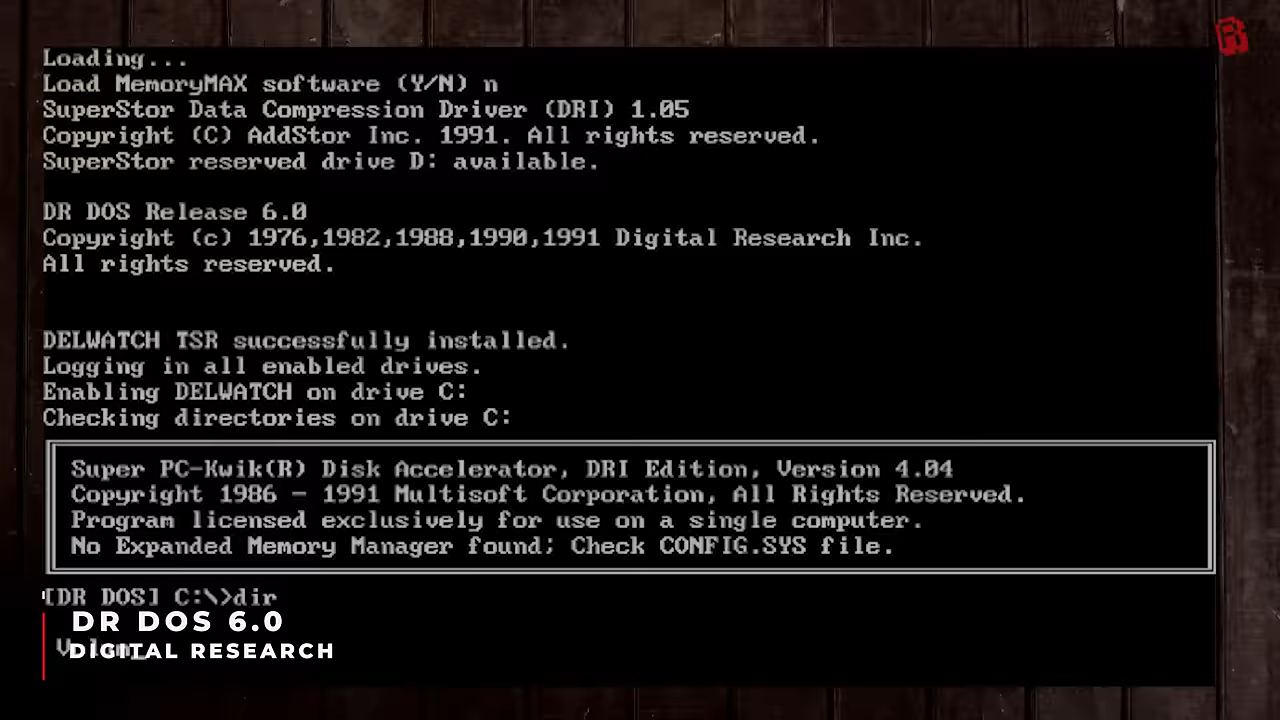 Loading...
Load MemoryMAX software (Y/N) n
SuperStor Data Compression Driver (DRI) 1.05
Copyright (C) AddStor Inc. 1991. All rights reserved.
SuperStor reserved drive D: available.
DR DOS Release 6.0
Copyright (c) 1976,1982,1988,1990,1991 Digital Research Inc.
All rights reserved.
DELWATCH TSR successfully installed.
Logging in all enabled drives.
Enabling DELWATCH on drive C:
Checking directories on drive C:
Super PC-Kwik(R) Disk Accelerator, DRI Edition, Version 4.04
Copyright 1986 - 1991 Multisoft Corporation, All Rights Reserved.
Program licensed exclusively for use on a single computer.
No Expanded Memory Manager found; Check CONFIG.SYS file.
[DR DOS] C:\>dir
DR DOS 6.0
DIGITAL RESEARCH
R